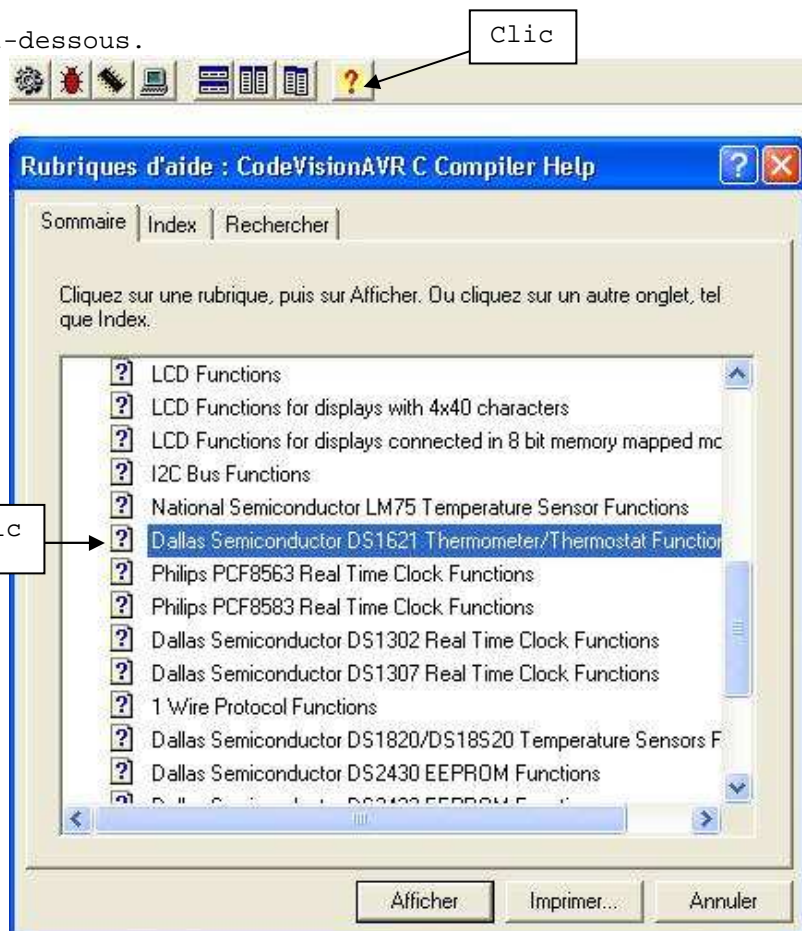 -dessous.
Clic
Rubriques d'aide : CodeVisionAVR C Compiler Help
Sommaire Index Rechercher
Cliquez sur une rubrique, puis sur Afficher. Ou cliquez sur un autre onglet, tel
que Index.
LCD Functions
LCD Functions for displays with 4x40 characters
LCD Functions for displays connected in 8 bit memory mapped mo
I2C Bus Functions
National Semiconductor LM75 Temperature Sensor Functions
ic
Dallas Semiconductor DS1621 Thermometer/Thermostat Function
Philips PCF8563 Real Time Clock Functions
Philips PCF8583 Real Time Clock Functions
Dallas Semiconductor DS1302 Real Time Clock Functions
Dallas Semiconductor DS1307 Real Time Clock Functions
1 Wire Protocol Functions
Dallas Semiconductor DS1820/DS18S20 Temperature Sensors F
Dallas Semiconductor DS2430 EEPROM Functions
Afficher Imprimer... Annuler